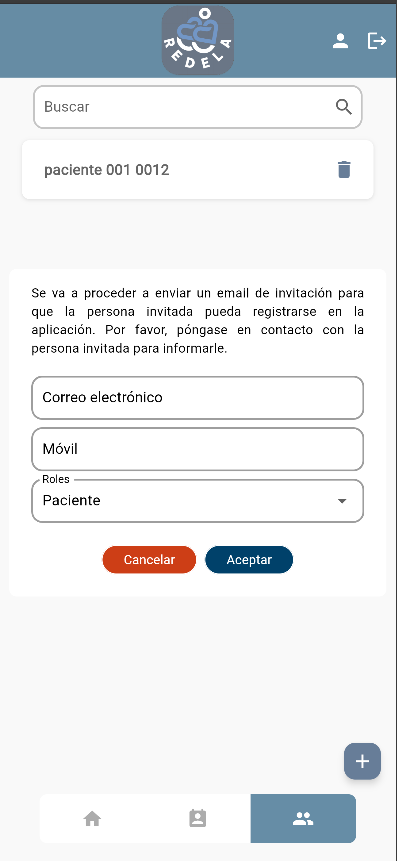 REDELA
Buscar
paciente 001 0012
Se va a proceder a enviar un email de invitación para
que la persona invitada pueda registrarse en la
aplicación. Por favor, póngase en contacto con la
persona invitada para informarle.
Correo electrónico
Móvil
Roles
Paciente
Cancelar
Aceptar